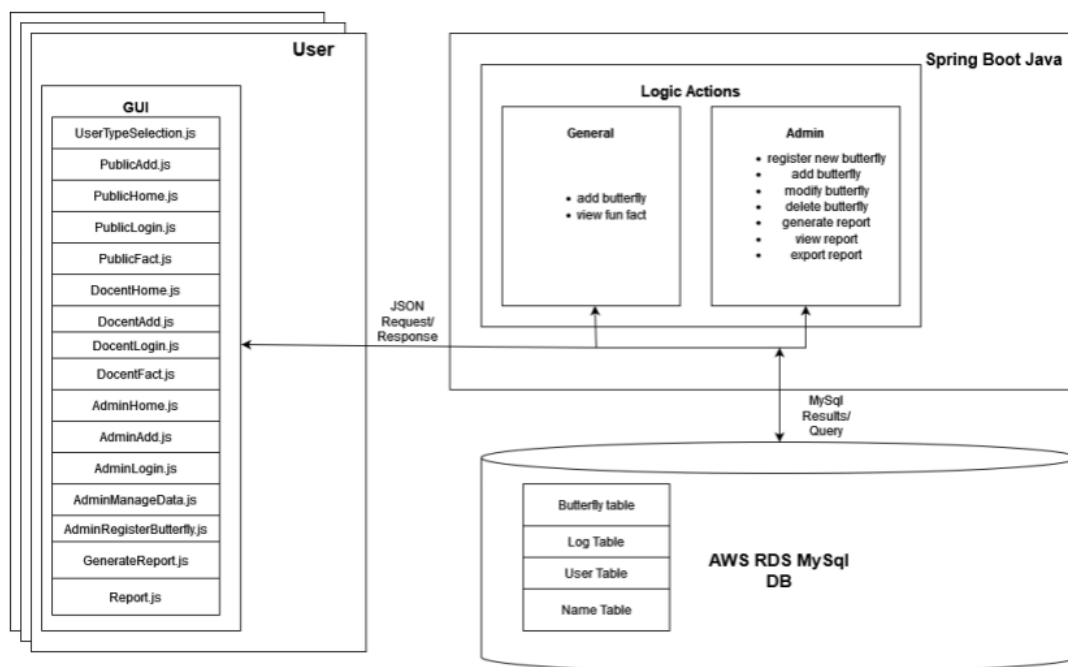 User
GUI
UserTypeSelection.js
PublicAdd.js
PublicHome.js
PublicLogin.js
PublicFact.js
DocentHome.js
DocentAdd.js
DocentLogin.js
DocentFact.js
AdminHome.js
AdminAdd.js
AdminLogin.js
AdminManageData.js
AdminRegisterButterfly.js
GenerateReport.js
Report.js
JSON
Request/
Response
Spring Boot Java
Logic Actions
General
• add butterfly
• view fun fact
Admin
• register new butterfly
• add butterfly
• modify butterfly
• delete butterfly
• generate report
• view report
• export report
MySql
Results/
Query
Butterfly table
Log Table
User Table
Name Table
AWS RDS MySql
DB